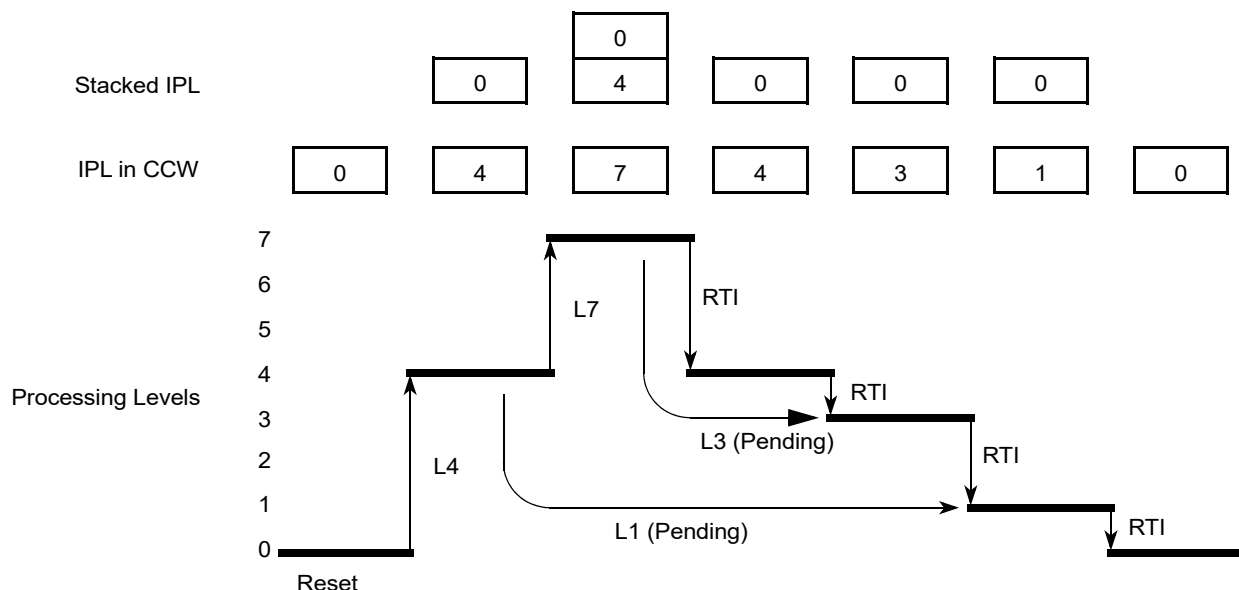 0
Stacked IPL 0 4 0 0 0
IPL in CCW 0 4 7 4 3 1 0
7
6
L7 RTI
5
4
Processing Levels RTI
3
L3 (Pending)
2
L4 RTI
1
L1 (Pending) RTI
0
Reset